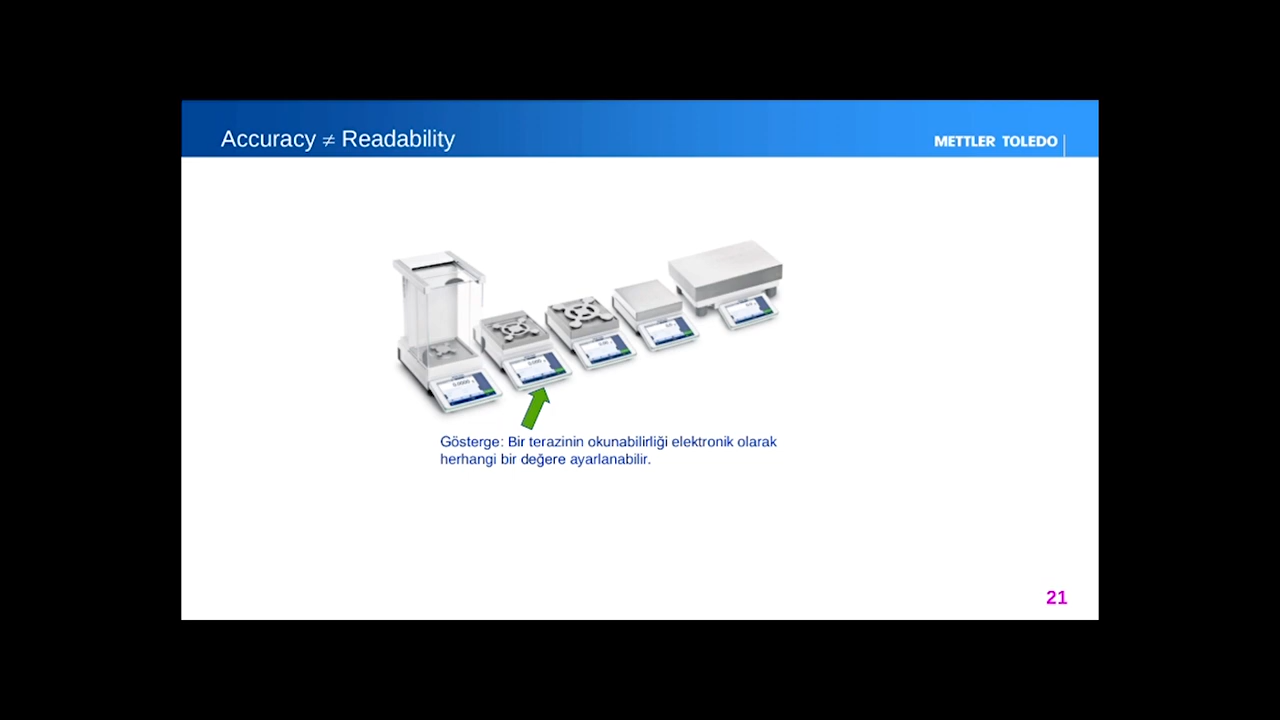 Accuracy ≠ Readability
METTLER TOLEDO
Gösterge: Bir terazinin okunabilirliği elektronik olarak
herhangi bir değere ayarlanabilir.
21